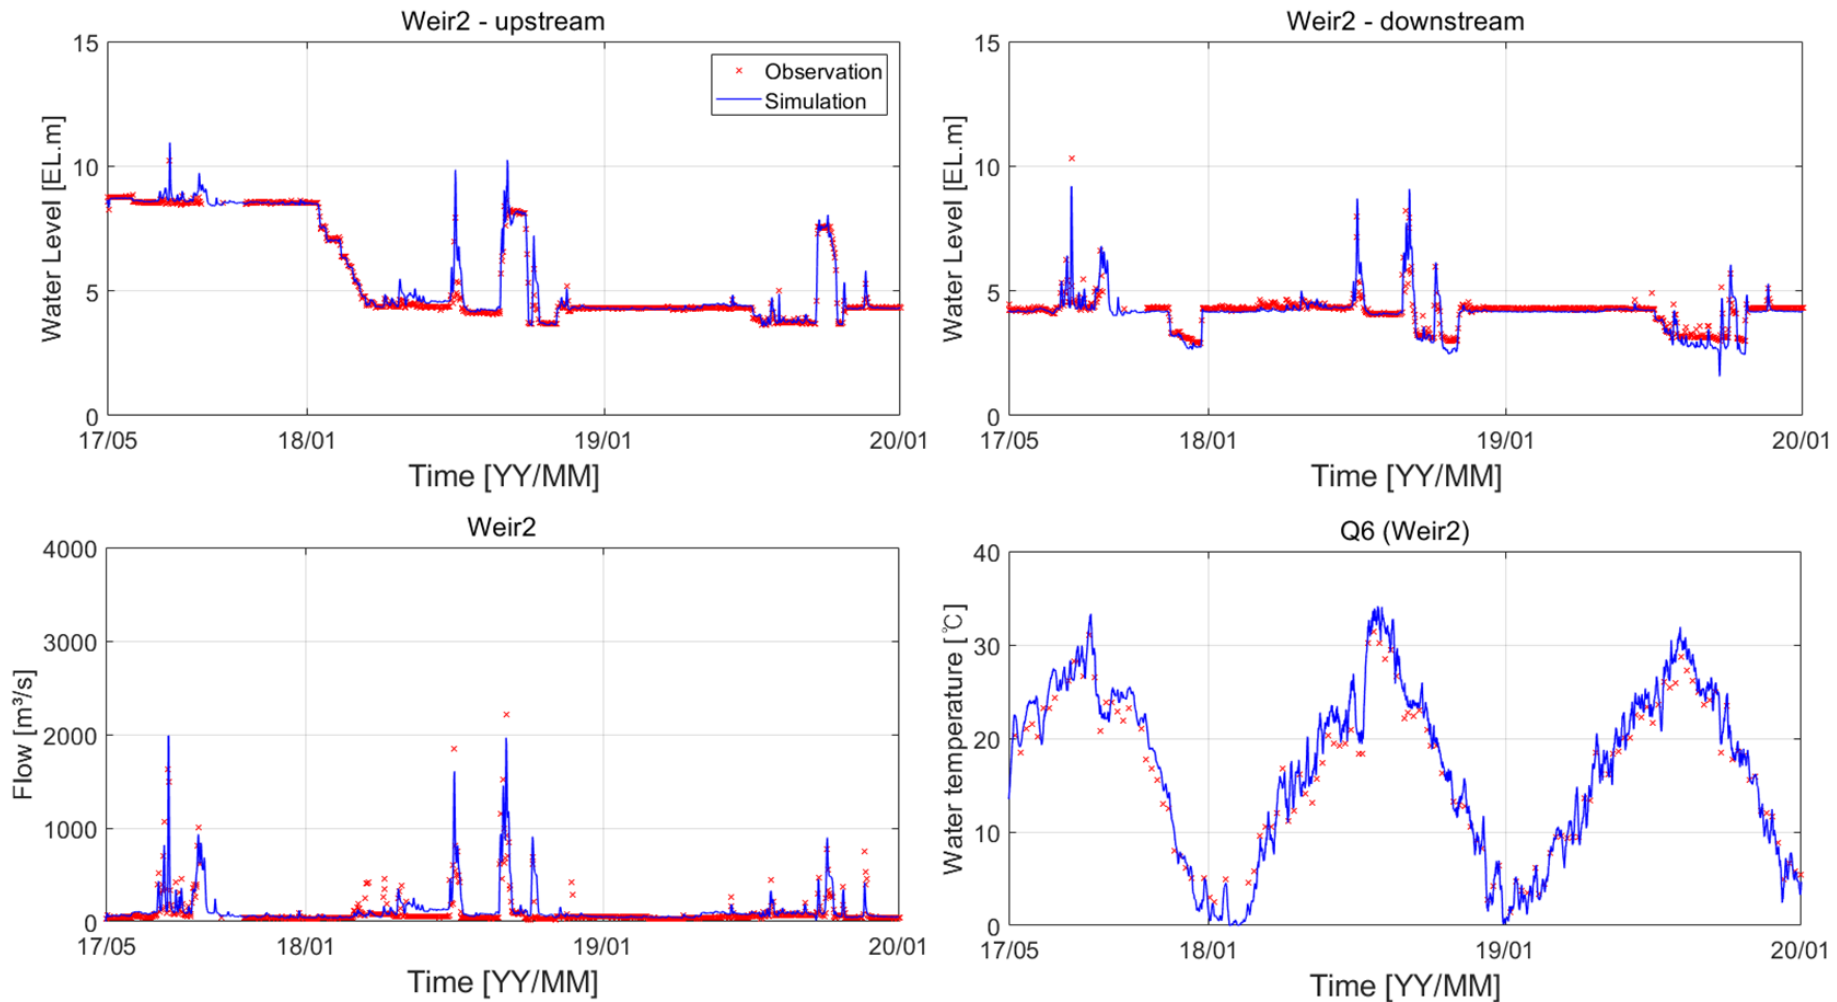 Weir2 - upstream
15
10
5
0
Water Level [EL.m]
Observation
Simulation
17/05 18/01 19/01 20/01
Time [YY/MM]
Weir2 - downstream
15
10
5
0
Water Level [EL.m]
17/05 18/01 19/01 20/01
Time [YY/MM]
Weir2
4000
3000
2000
1000
0
Flow [m³/s]
17/05 18/01 19/01 20/01
Time [YY/MM]
Q6 (Weir2)
40
30
20
10
0
Water temperature [℃]
17/05 18/01 19/01 20/01
Time [YY/MM]